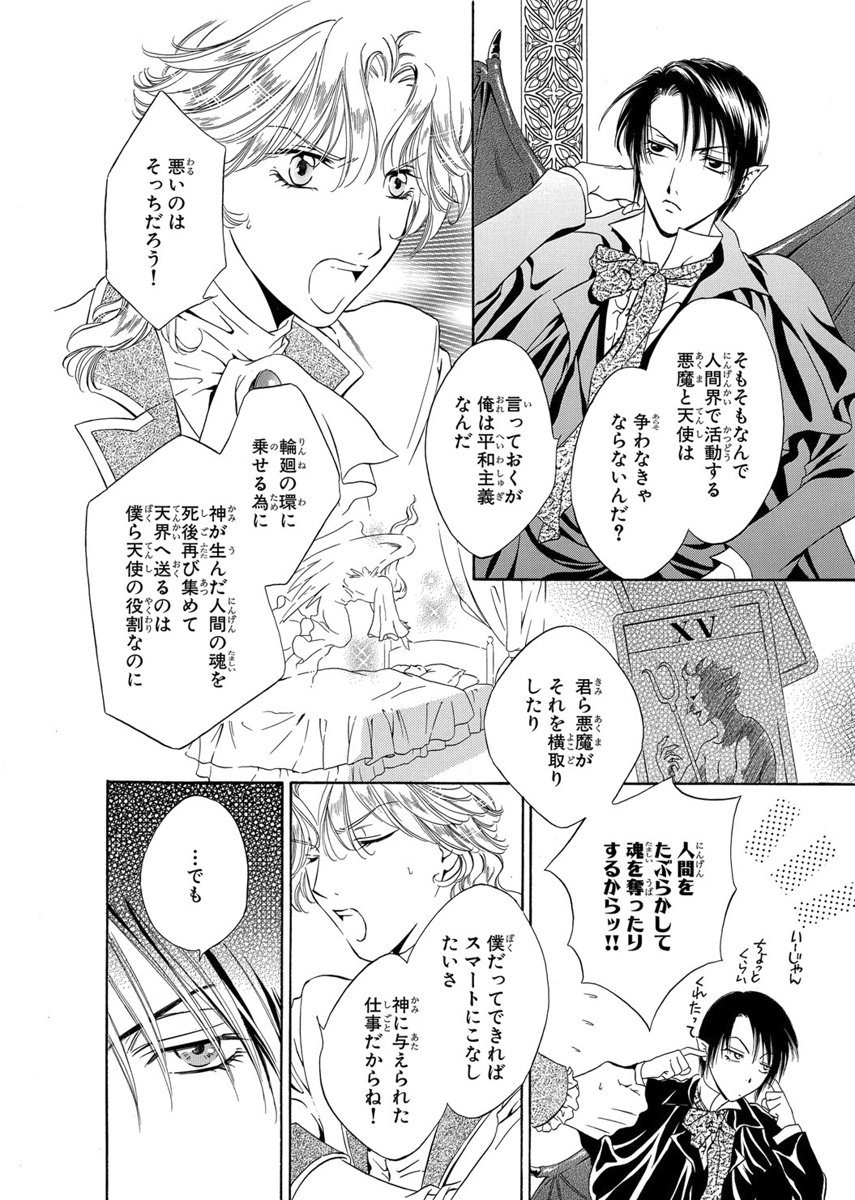 そもそもなんで
人間界で活動する
悪魔と天使は
争わなきゃ
ならないんだ?
言っておくが
俺は平和主義
なんだ
悪いのは
そっちだろう!
輪廻の環に
乗せる為に
神が生んだ人間の魂を
死後再び集めて
天界へ送るのは
僕ら天使の役割なのに
XV
君ら悪魔が
それを横取り
したり
人間を
たぶらかして
魂を奪ったり
するからッ!!
いーじゃん
ちょっと
くらい
くれたって
僕だってできれば
スマートにこなし
たいさ
神に与えられた
仕事だからね!
…でも